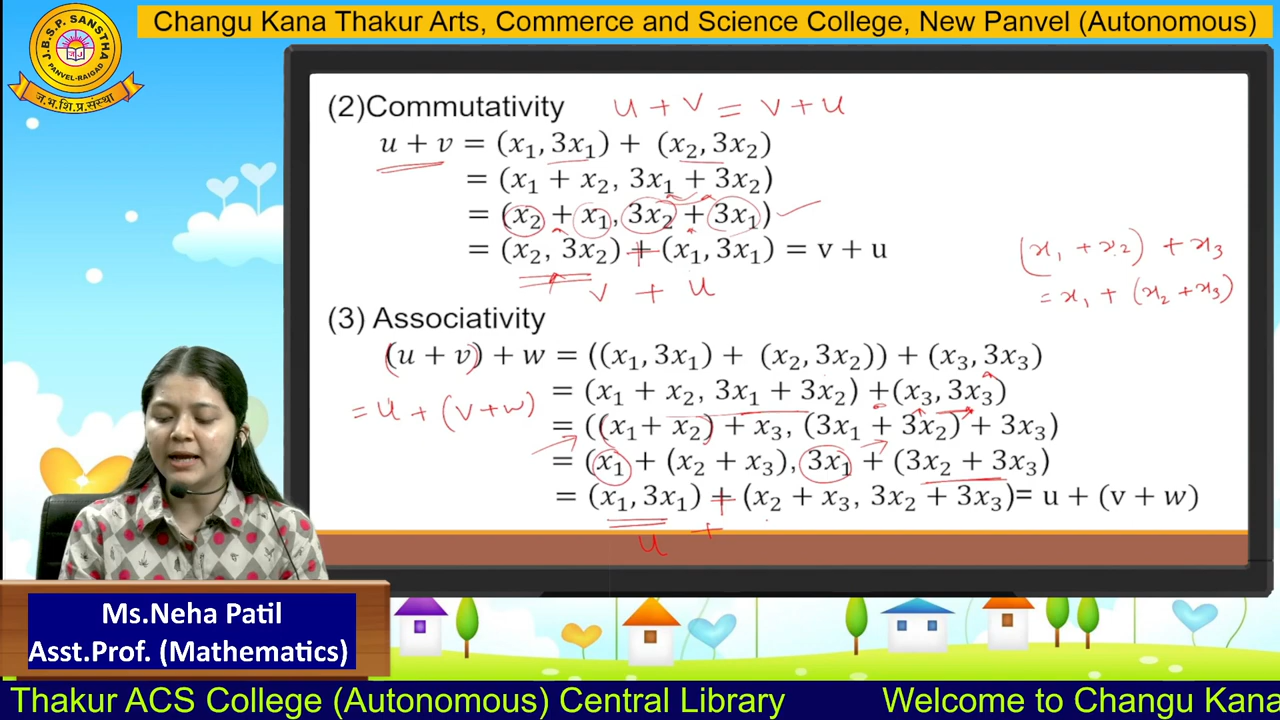 Changu Kana Thakur Arts, Commerce and Science College, New Panvel (Autonomous)
J.B.S.P. SANSTHA
PANVEL-RAIGAD
ज.भ.शि.प्र.संस्था
(2)Commutativity u + v = v + u
u + v = (x₁, 3x₁) + (x₂, 3x₂)
= (x₁ + x₂, 3x₁ + 3x₂)
= (x₂ + x₁, 3x₂ + 3x₁)
= (x₂, 3x₂) + (x₁, 3x₁) = v + u
v + u
(x₁ + x₂) + x₃
= x₁ + (x₂ + x₃)
(3) Associativity
(u + v) + w = ((x₁, 3x₁) + (x₂, 3x₂)) + (x₃, 3x₃)
= (x₁ + x₂, 3x₁ + 3x₂) +(x₃, 3x₃)
= u + (v+w)
= ((x₁+ x₂) + x₃, (3x₁ + 3x₂) + 3x₃)
= (x₁ + (x₂ + x₃), 3x₁ + (3x₂ + 3x₃)
= (x₁, 3x₁) + (x₂ + x₃, 3x₂ + 3x₃)= u + (v + w)
u +
Ms.Neha Patil
Asst.Prof. (Mathematics)
Thakur ACS College (Autonomous) Central Library Welcome to Changu Kana